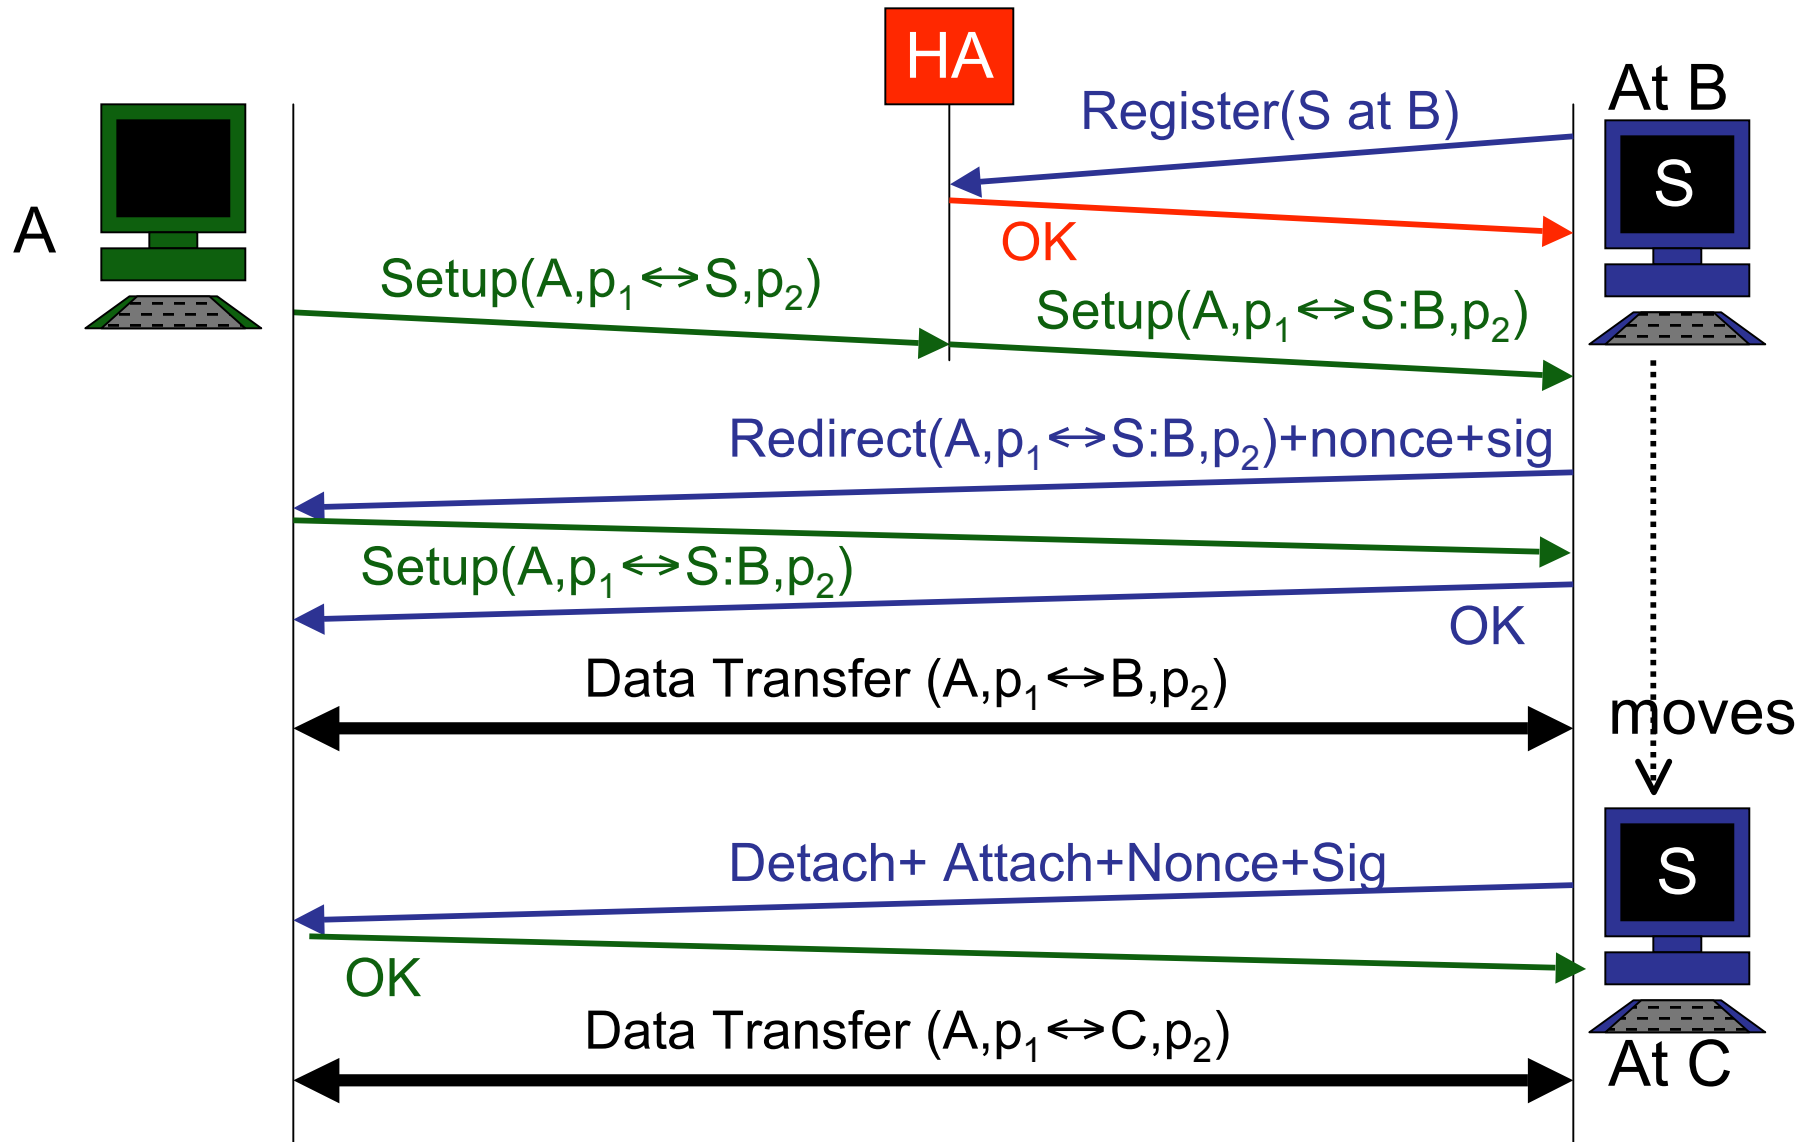 HA
At B
Register(S at B)
S
A
OK
Setup(A,p₁↔S,p₂)
Setup(A,p₁↔S:B,p₂)
Redirect(A,p₁↔S:B,p₂)+nonce+sig
Setup(A,p₁↔S:B,p₂)
OK
Data Transfer (A,p₁↔B,p₂)
moves
Detach+ Attach+Nonce+Sig
S
OK
Data Transfer (A,p₁↔C,p₂)
At C